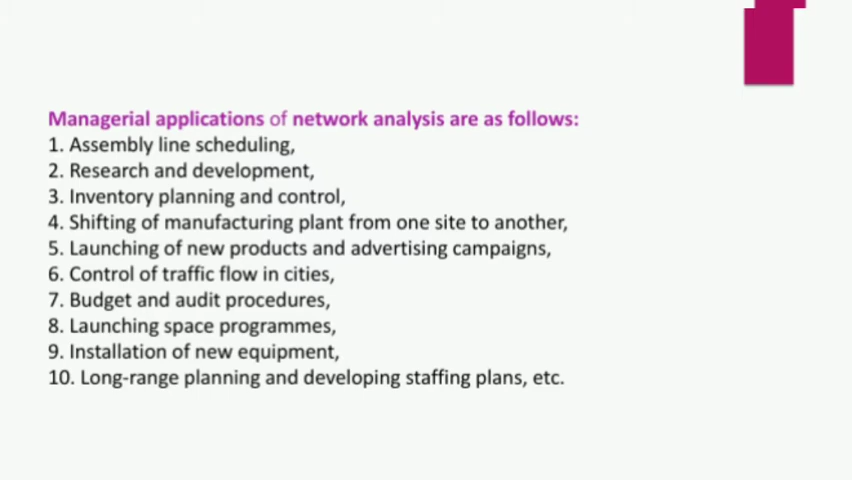 Managerial applications of network analysis are as follows:
1. Assembly line scheduling,
2. Research and development,
3. Inventory planning and control,
4. Shifting of manufacturing plant from one site to another,
5. Launching of new products and advertising campaigns,
6. Control of traffic flow in cities,
7. Budget and audit procedures,
8. Launching space programmes,
9. Installation of new equipment,
10. Long-range planning and developing staffing plans, etc.